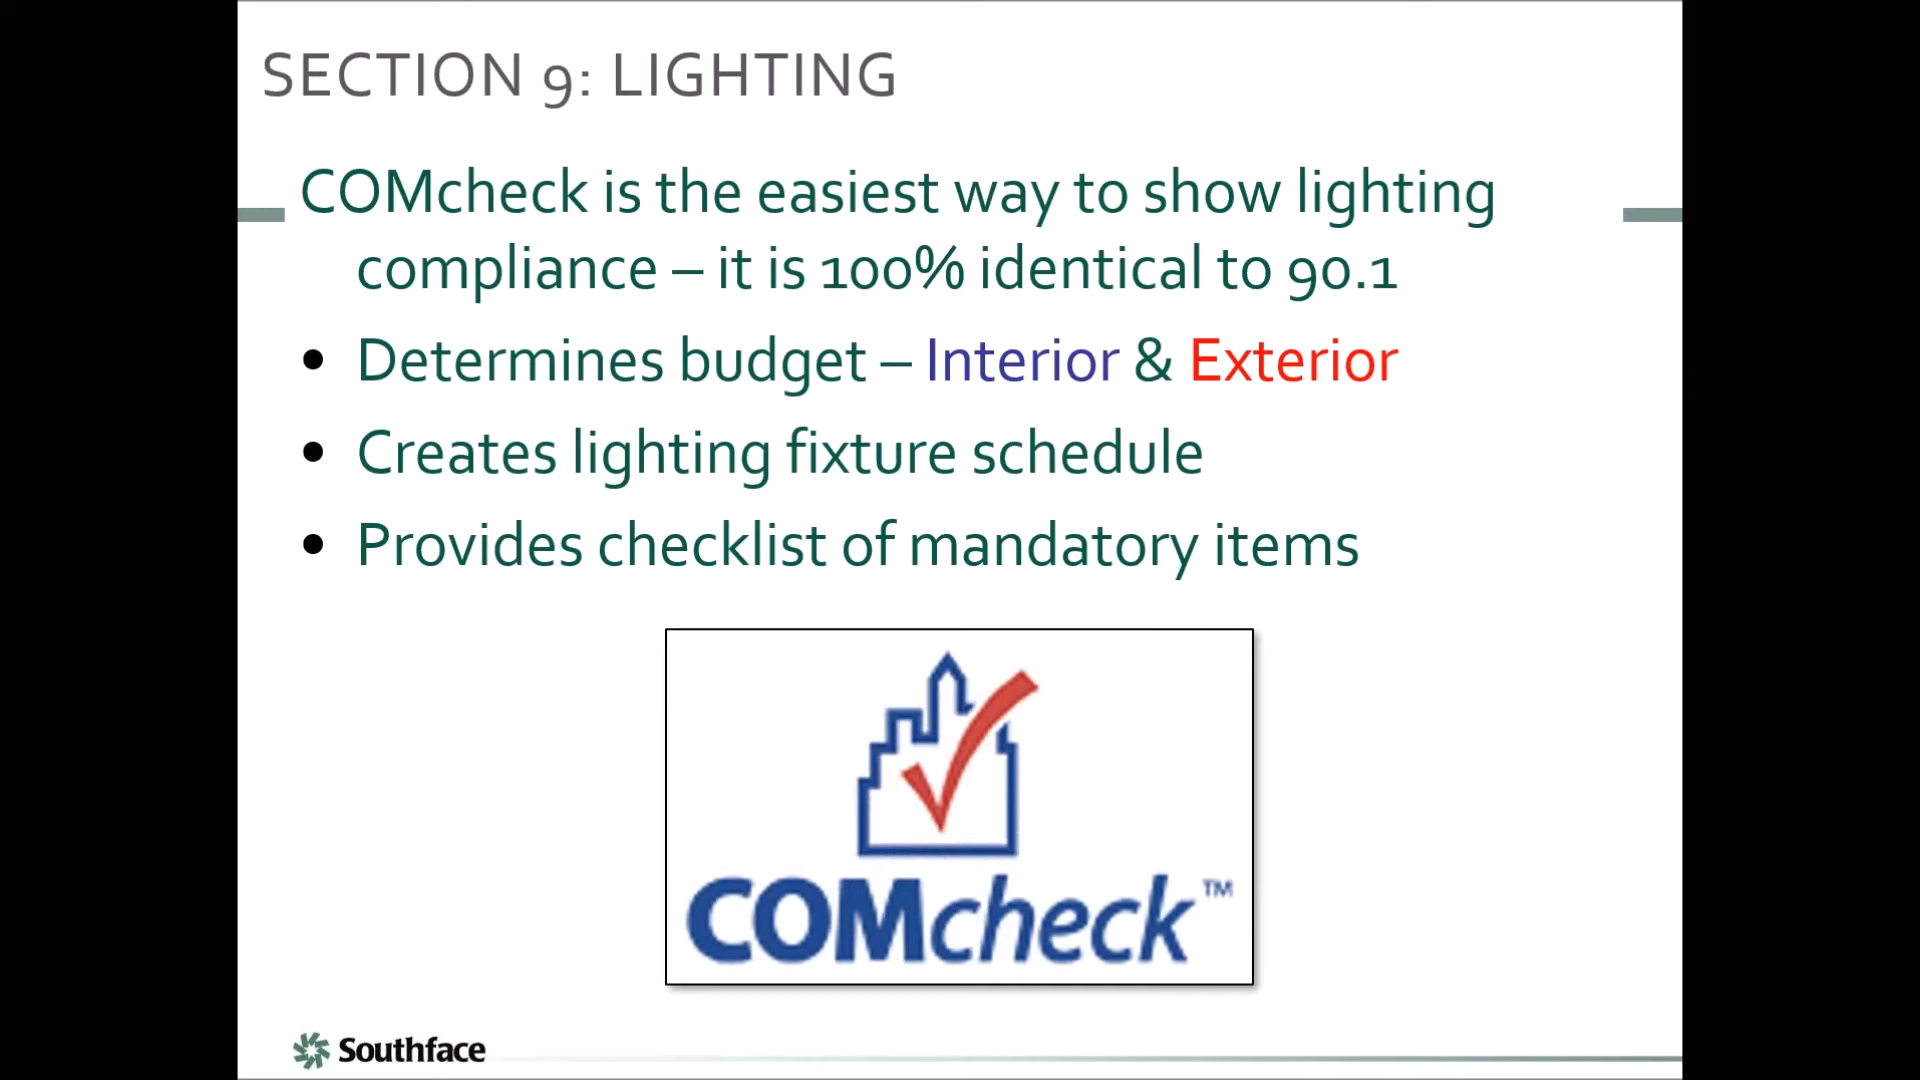 SECTION 9: LIGHTING
COMcheck is the easiest way to show lighting
compliance – it is 100% identical to 90.1
• Determines budget – Interior & Exterior
• Creates lighting fixture schedule
• Provides checklist of mandatory items
COMcheck™
Southface